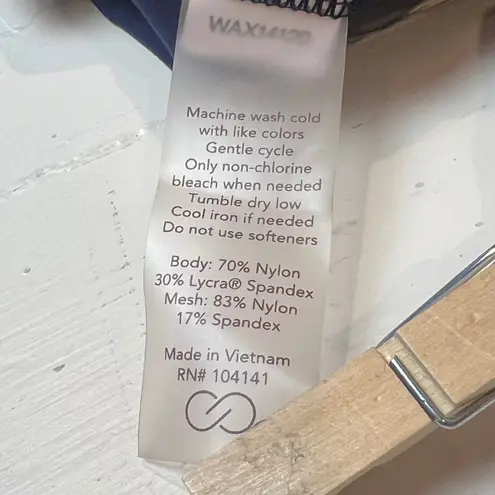 Machine wash cold
with like colors
Gentle cycle
Only non-chlorine
bleach when needed
Tumble dry low
Cool iron if needed
Do not use softeners
Body: 70% Nylon
30% Lycra® Spandex
Mesh: 83% Nylon
17% Spandex
Made in Vietnam
RN# 104141